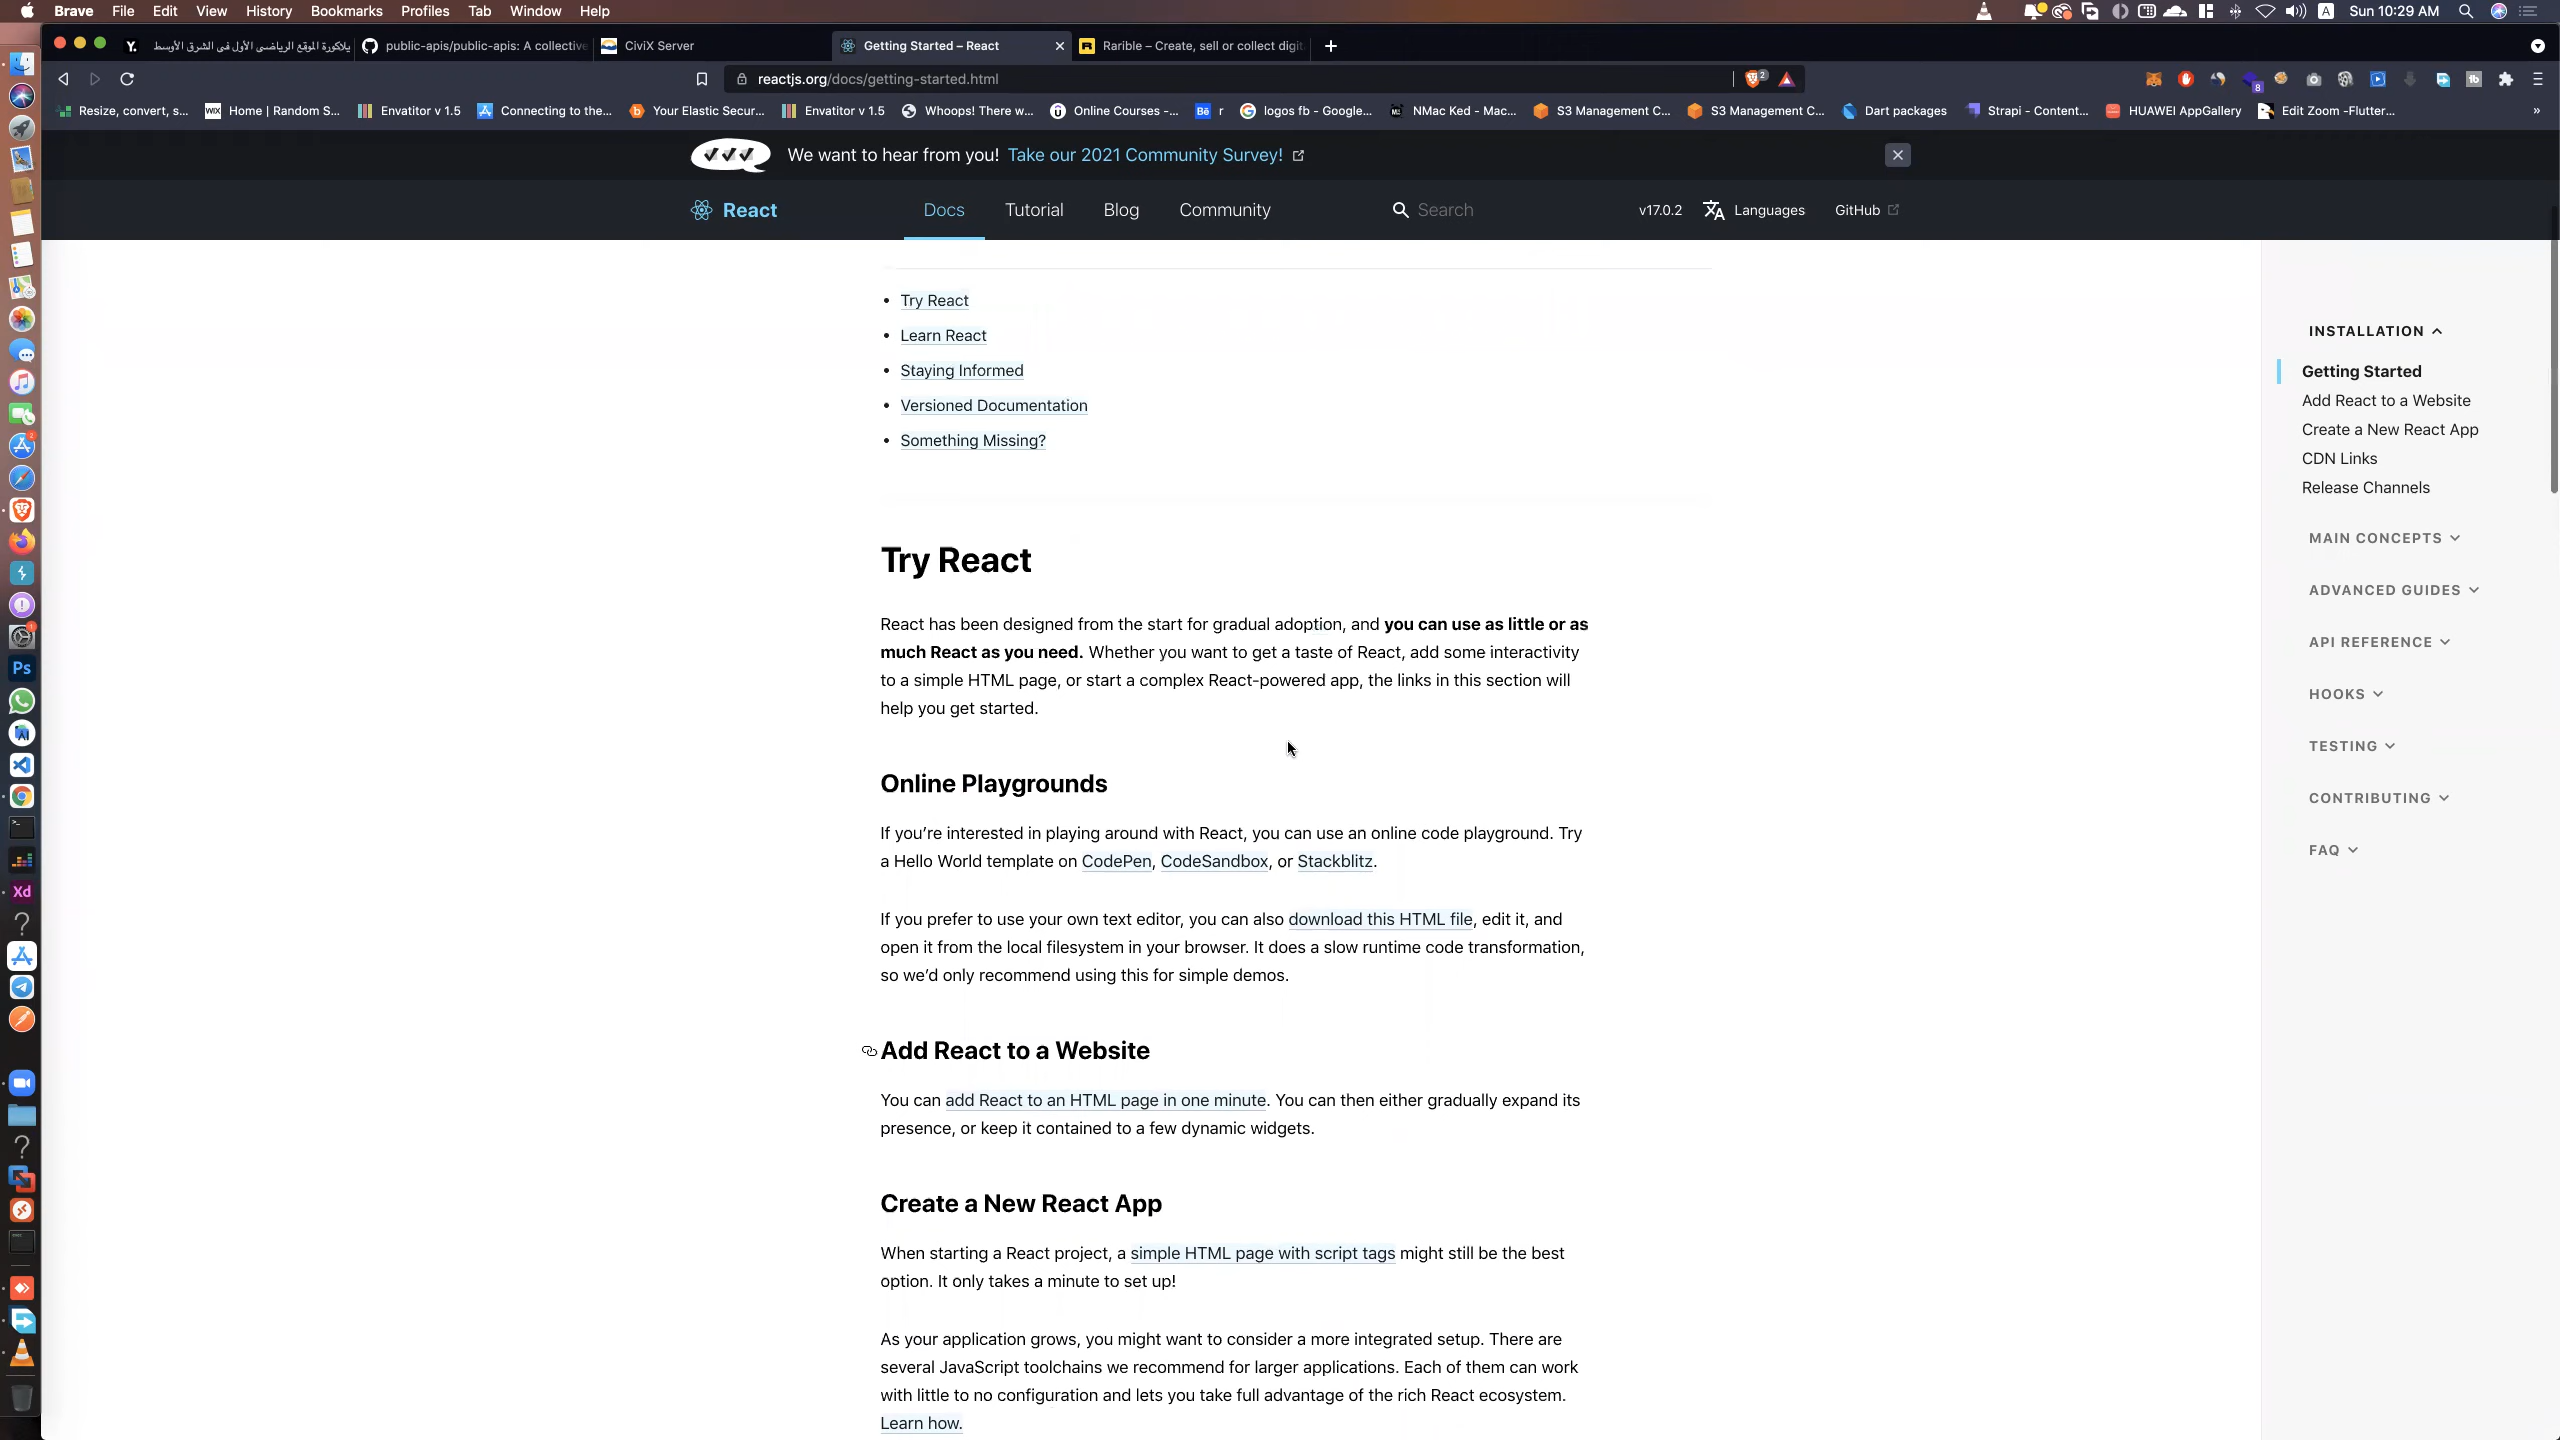 Brave File Edit View History Bookmarks Profiles Tab Window Help
A Sun 10:29 AM
Y. يلاكورة الموقع الرياضي الأول في الشرق الأوسط public-apis/public-apis: A collective CiviX Server Getting Started – React Rarible – Create, sell or collect digit
reactjs.org/docs/getting-started.html 2 8
Resize, convert, s... WIX Home | Random S... Envatitor v 1.5 Connecting to the... Your Elastic Secur... Envatitor v 1.5 Whoops! There w... Online Courses -... Bē r logos fb - Google... NMac Ked - Mac... S3 Management C... S3 Management C... Dart packages Strapi - Content... HUAWEI AppGallery Edit Zoom -Flutter... »
We want to hear from you! Take our 2021 Community Survey!
React Docs Tutorial Blog Community Search v17.0.2 Languages GitHub
• Try React
• Learn React
• Staying Informed
• Versioned Documentation
• Something Missing?
Try React
React has been designed from the start for gradual adoption, and you can use as little or as
much React as you need. Whether you want to get a taste of React, add some interactivity
to a simple HTML page, or start a complex React-powered app, the links in this section will
help you get started.
Online Playgrounds
If you’re interested in playing around with React, you can use an online code playground. Try
a Hello World template on CodePen, CodeSandbox, or Stackblitz.
If you prefer to use your own text editor, you can also download this HTML file, edit it, and
open it from the local filesystem in your browser. It does a slow runtime code transformation,
so we’d only recommend using this for simple demos.
Add React to a Website
You can add React to an HTML page in one minute. You can then either gradually expand its
presence, or keep it contained to a few dynamic widgets.
Create a New React App
When starting a React project, a simple HTML page with script tags might still be the best
option. It only takes a minute to set up!
As your application grows, you might want to consider a more integrated setup. There are
several JavaScript toolchains we recommend for larger applications. Each of them can work
with little to no configuration and lets you take full advantage of the rich React ecosystem.
Learn how.
INSTALLATION
Getting Started
Add React to a Website
Create a New React App
CDN Links
Release Channels
MAIN CONCEPTS
ADVANCED GUIDES
API REFERENCE
HOOKS
TESTING
CONTRIBUTING
FAQ
Ps
Xd